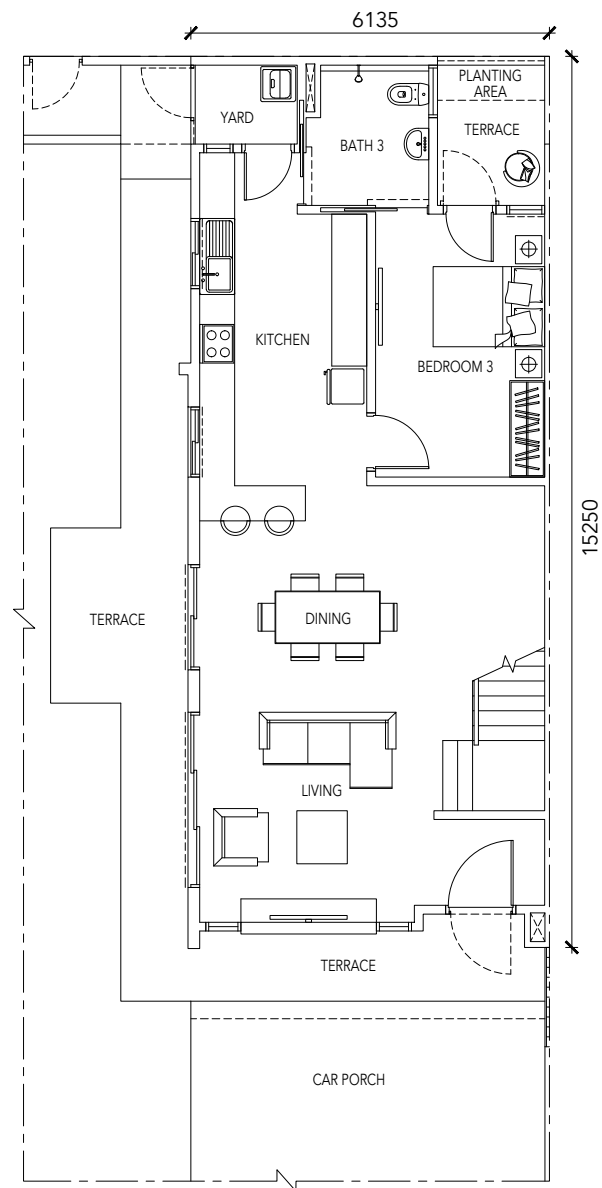 6135
PLANTING
AREA
YARD
TERRACE
BATH 3
KITCHEN
BEDROOM 3
15250
TERRACE
DINING
LIVING
TERRACE
CAR PORCH